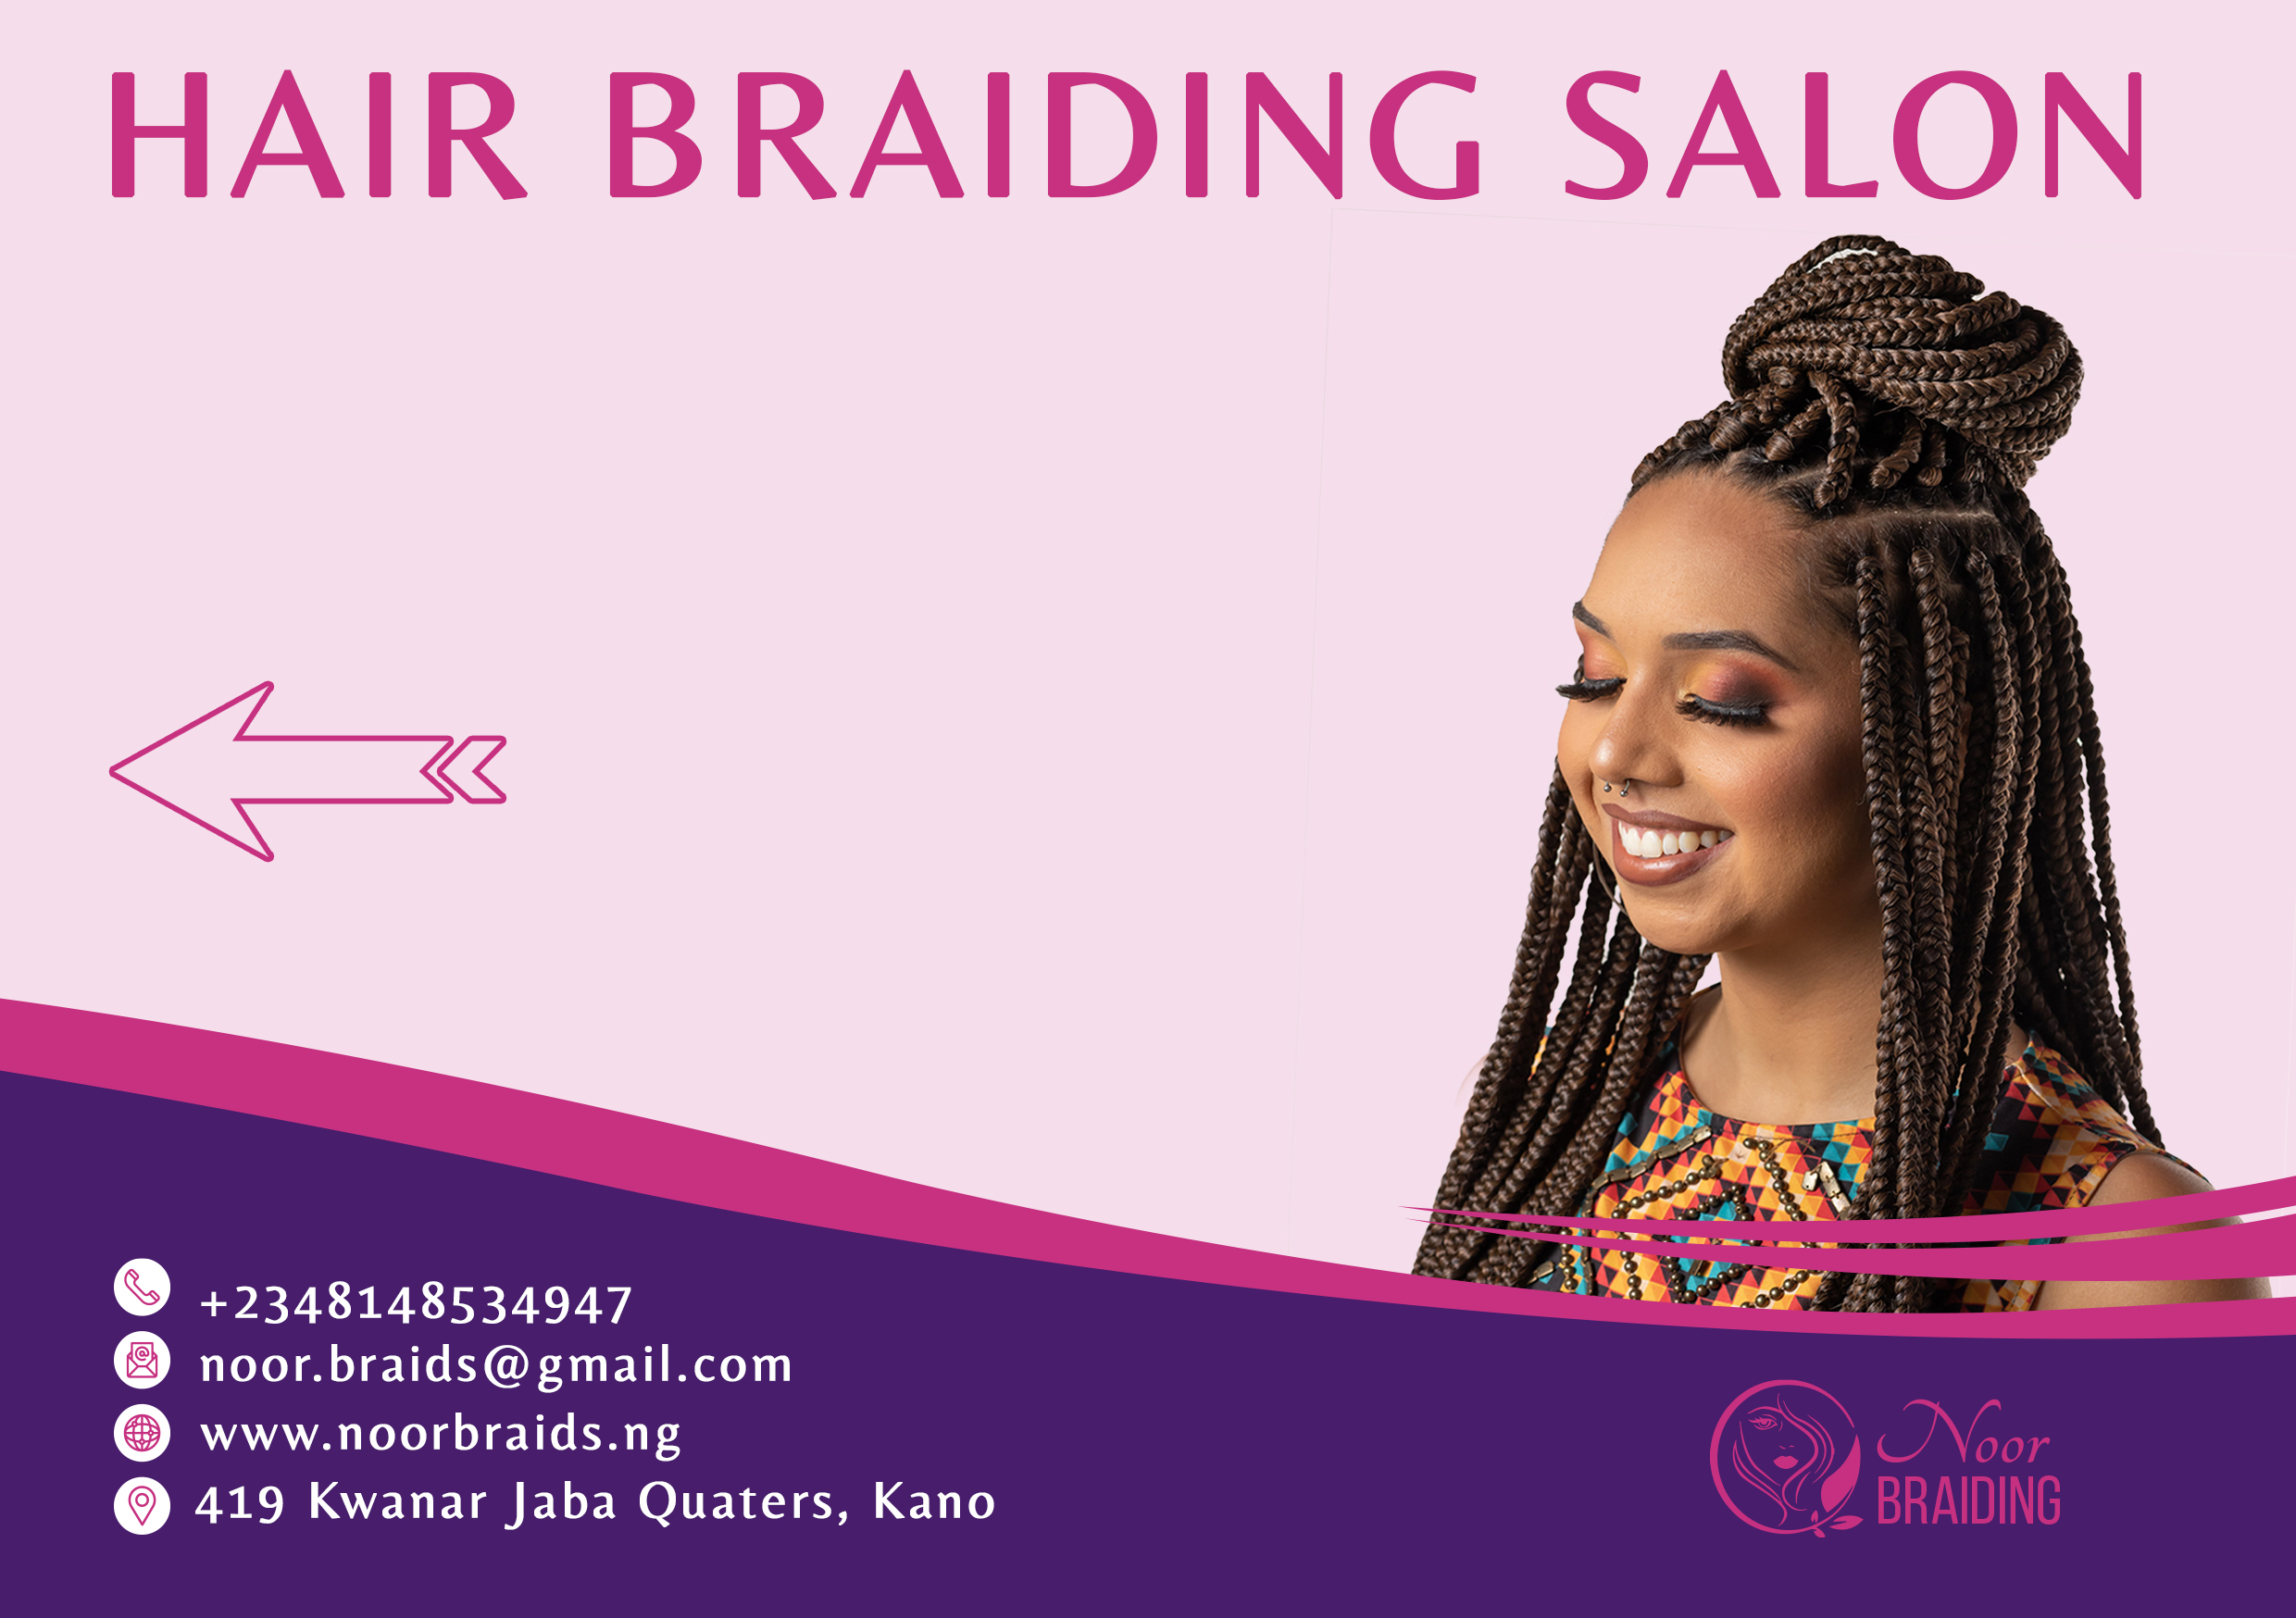 HAIR BRAIDING SALON
+2348148534947
noor.braids@gmail.com
www.noorbraids.ng
419 Kwanar Jaba Quaters, Kano
Noor
BRAIDING